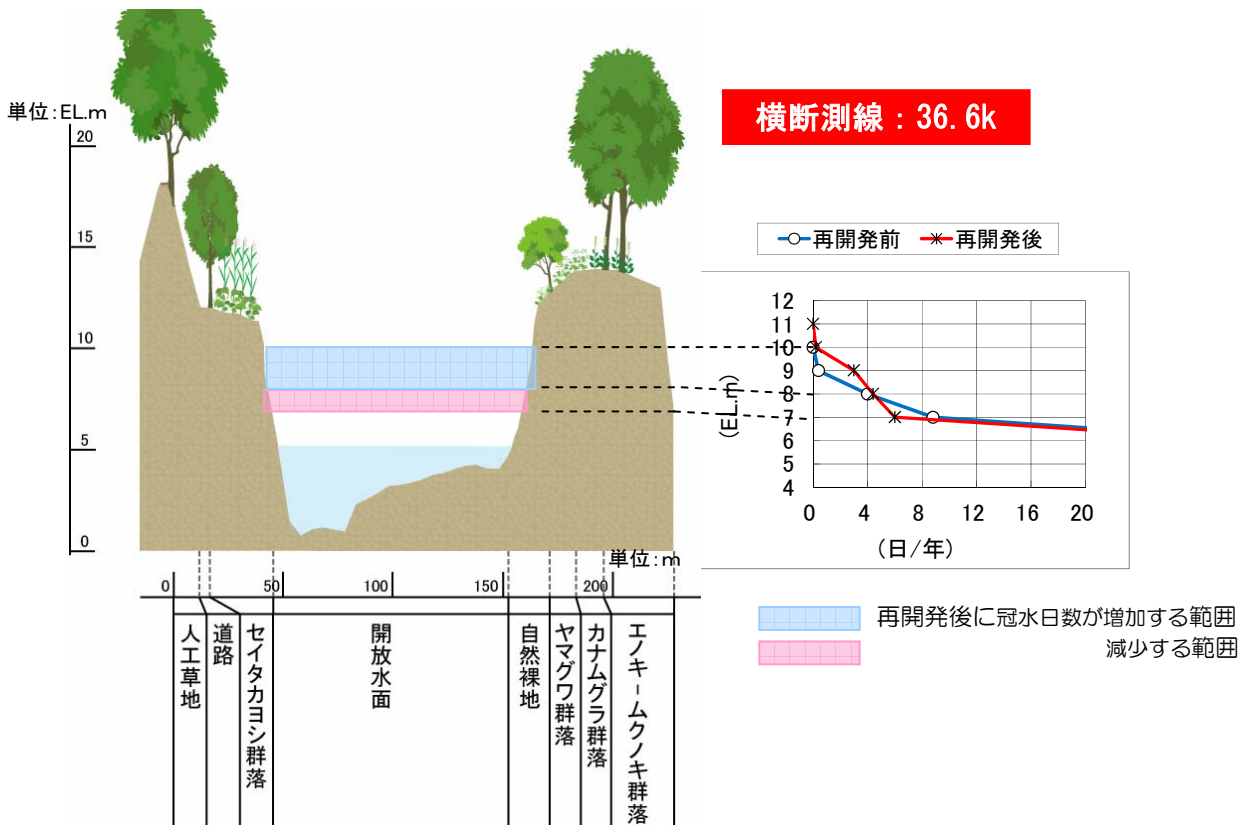 横断測線：36.6k
単位：EL.m
20
15
10
5
0
再開発前
再開発後
12
11
10
9
8
7
6
5
4
(EL.m)
0 4 8 12 16 20
(日/年)
単位：m
0 50 100 150 200
人工草地
道路
セイタカヨシ群落
開放水面
自然裸地
ヤマグワ群落
カナムグラ群落
エノキームクノキ群落
再開発後に冠水日数が増加する範囲
減少する範囲